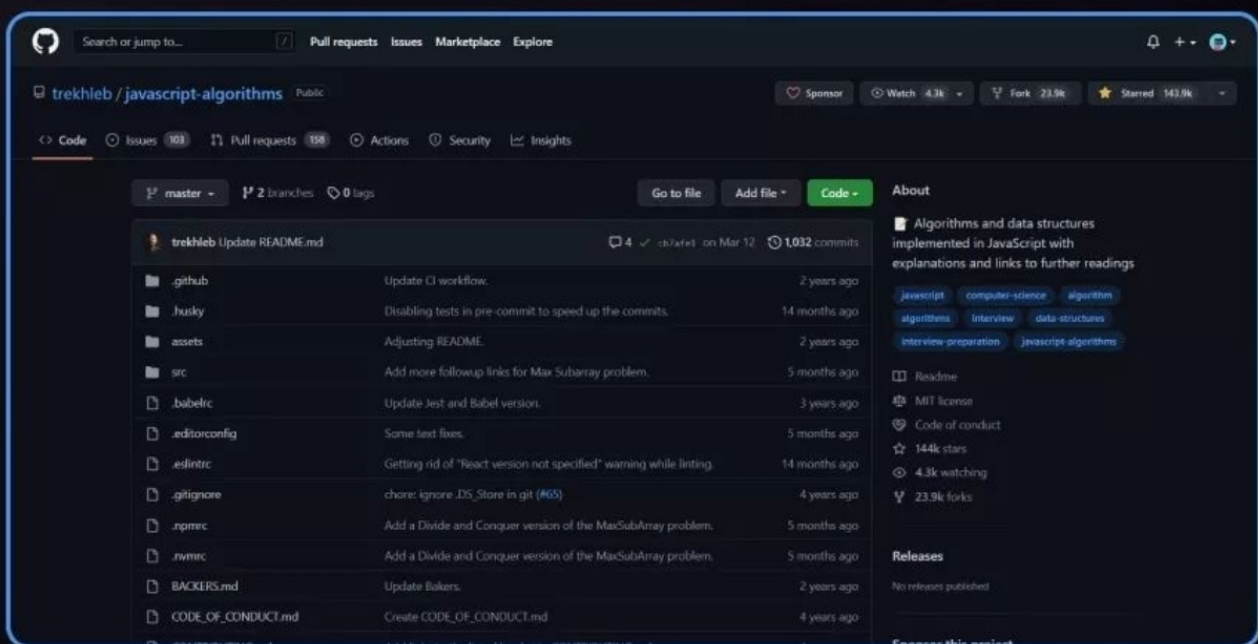 Search or jump to... / Pull requests Issues Marketplace Explore
trekhleb / javascript-algorithms Public Sponsor Watch 4.3k Fork 23.9k Starred 143.9k
Code Issues 103 Pull requests 158 Actions Security Insights
master 2 branches 0 tags Go to file Add file Code
trekhleb Update README.md 4 on Mar 12 1,032 commits
.github Update CI workflow. 2 years ago
.husky Disabling tests in pre-commit to speed up the commits. 14 months ago
assets Adjusting README. 2 years ago
src Add more followup links for Max Subarray problem. 5 months ago
.babelrc Update Jest and Babel version. 3 years ago
.editorconfig Some text fixes. 5 months ago
.eslintrc Getting rid of "React version not specified" warning while linting. 14 months ago
.gitignore chore: ignore .DS_Store in git (#65) 4 years ago
.npmrc Add a Divide and Conquer version of the MaxSubArray problem. 5 months ago
.nvmrc Add a Divide and Conquer version of the MaxSubArray problem. 5 months ago
BACKERS.md Update Bakers. 2 years ago
CODE_OF_CONDUCT.md Create CODE_OF_CONDUCT.md 4 years ago
About
Algorithms and data structures
implemented in JavaScript with
explanations and links to further readings
javascript computer-science algorithm
algorithms interview data-structures
interview-preparation javascript-algorithms
Readme
MIT license
Code of conduct
144k stars
4.3k watching
23.9k forks
Releases
No releases published
Sponsor this project